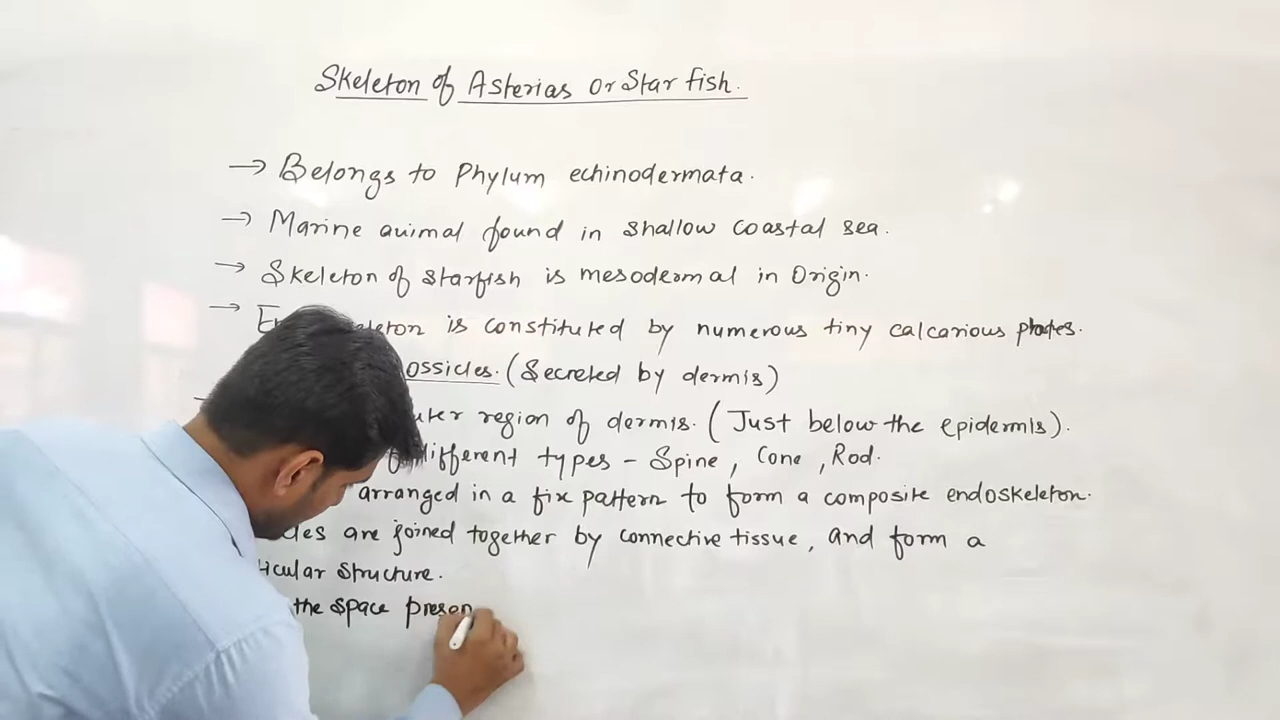 Skeleton of Asterias Or Star fish.
→ Belongs to Phylum echinodermata.
→ Marine animal found in shallow coastal sea.
→ Skeleton of starfish is mesodermal in Origin.
→ is constituted by numerous tiny calcarious plates.
ossicles. (Secreted by dermis)
region of dermis. (Just below the epidermis).
different types - Spine, Cone, Rod.
arranged in a fix pattern to form a composite endoskeleton.
are joined together by connective tissue, and form a
structure.
the space presen